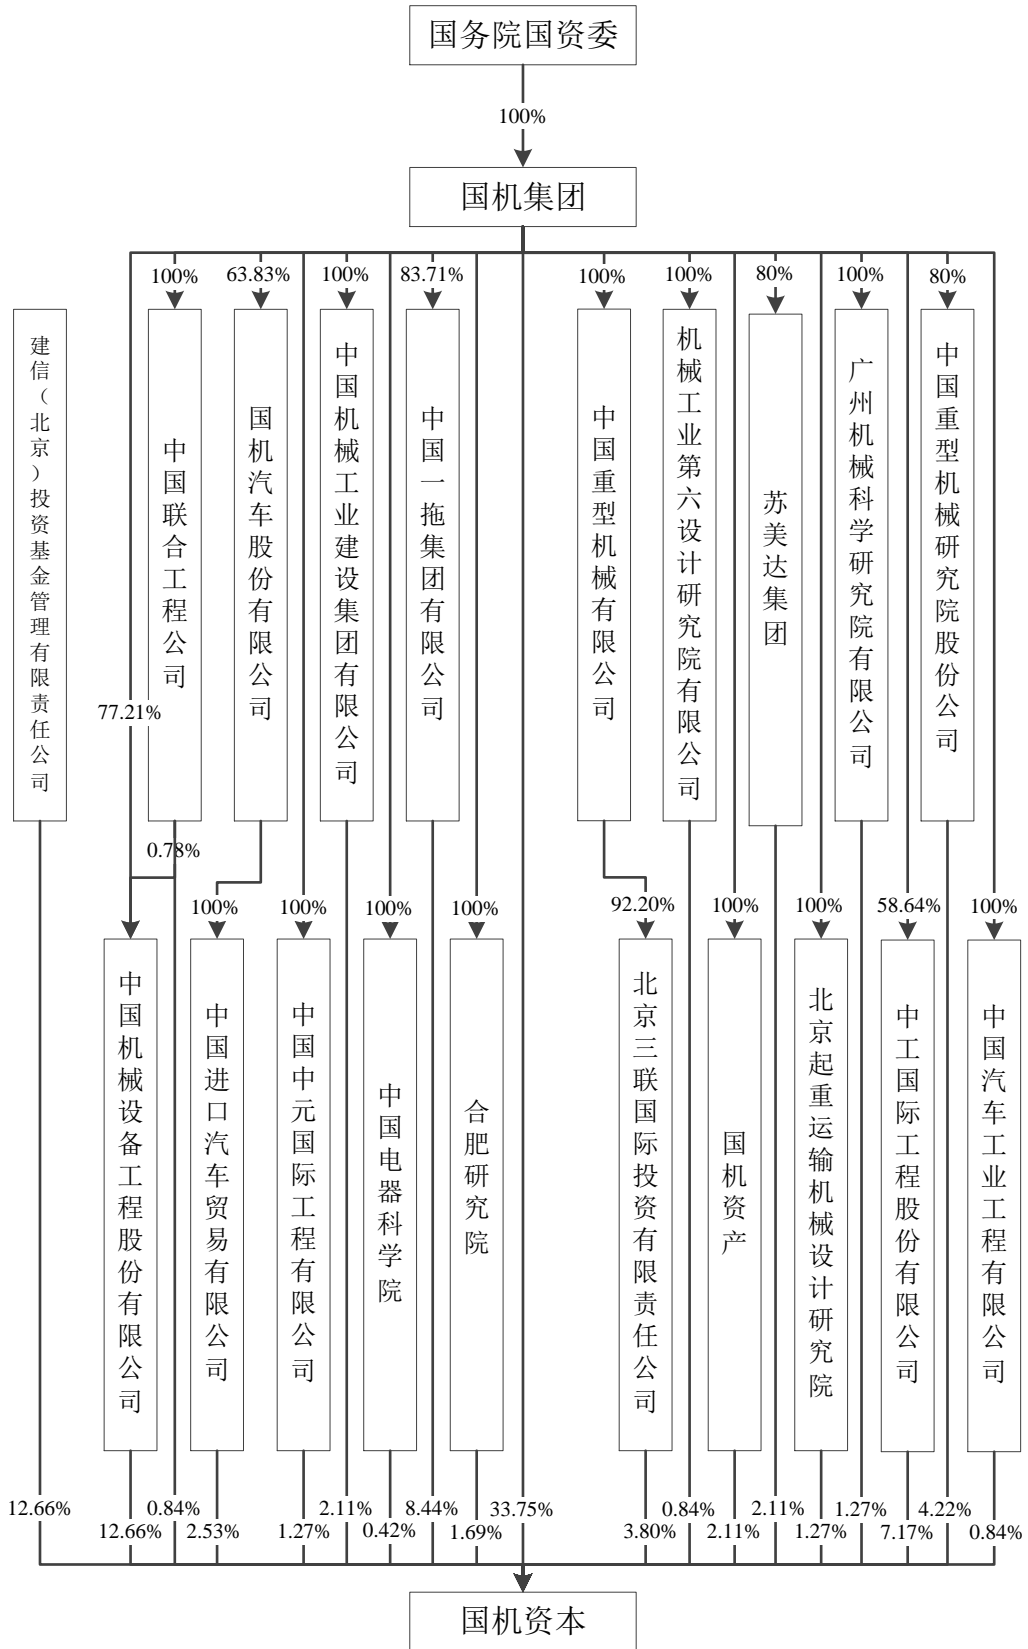 国务院国资委
100%
国机集团
100%
63.83%
100%
83.71%
100%
100%
80%
100%
80%
建信（北京）投资基金管理有限责任公司
中国联合工程公司
国机汽车股份有限公司
中国机械工业建设集团有限公司
中国一拖集团有限公司
中国重型机械有限公司
机械工业第六设计研究院有限公司
苏美达集团
广州机械科学研究院有限公司
中国重型机械研究院股份公司
77.21%
0.78%
100%
100%
100%
100%
92.20%
100%
100%
58.64%
100%
中国机械设备工程股份有限公司
中国进口汽车贸易有限公司
中国中元国际工程有限公司
中国电器科学院
合肥研究院
北京三联国际投资有限责任公司
国机资产
北京起重运输机械设计研究院
中工国际工程股份有限公司
中国汽车工业工程有限公司
12.66%
12.66%
0.84%
2.53%
1.27%
2.11%
0.42%
8.44%
1.69%
33.75%
3.80%
0.84%
2.11%
2.11%
1.27%
1.27%
7.17%
4.22%
0.84%
国机资本